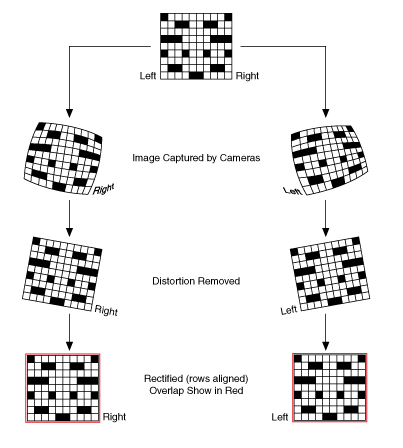 Left
Right
Image Captured by Cameras
Right
Left
Distortion Removed
Right
Left
Rectified (rows aligned)
Overlap Show in Red
Right
Left